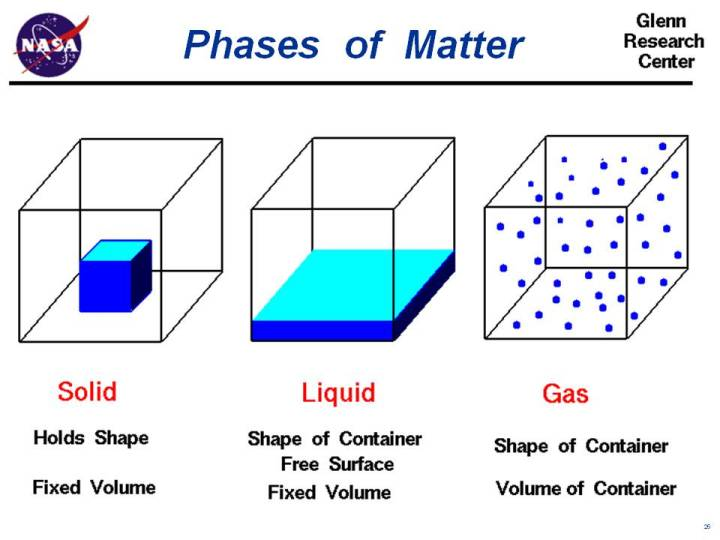 NASA
Phases of Matter
Glenn
Research
Center
Solid
Holds Shape
Fixed Volume
Liquid
Shape of Container
Free Surface
Fixed Volume
Gas
Shape of Container
Volume of Container